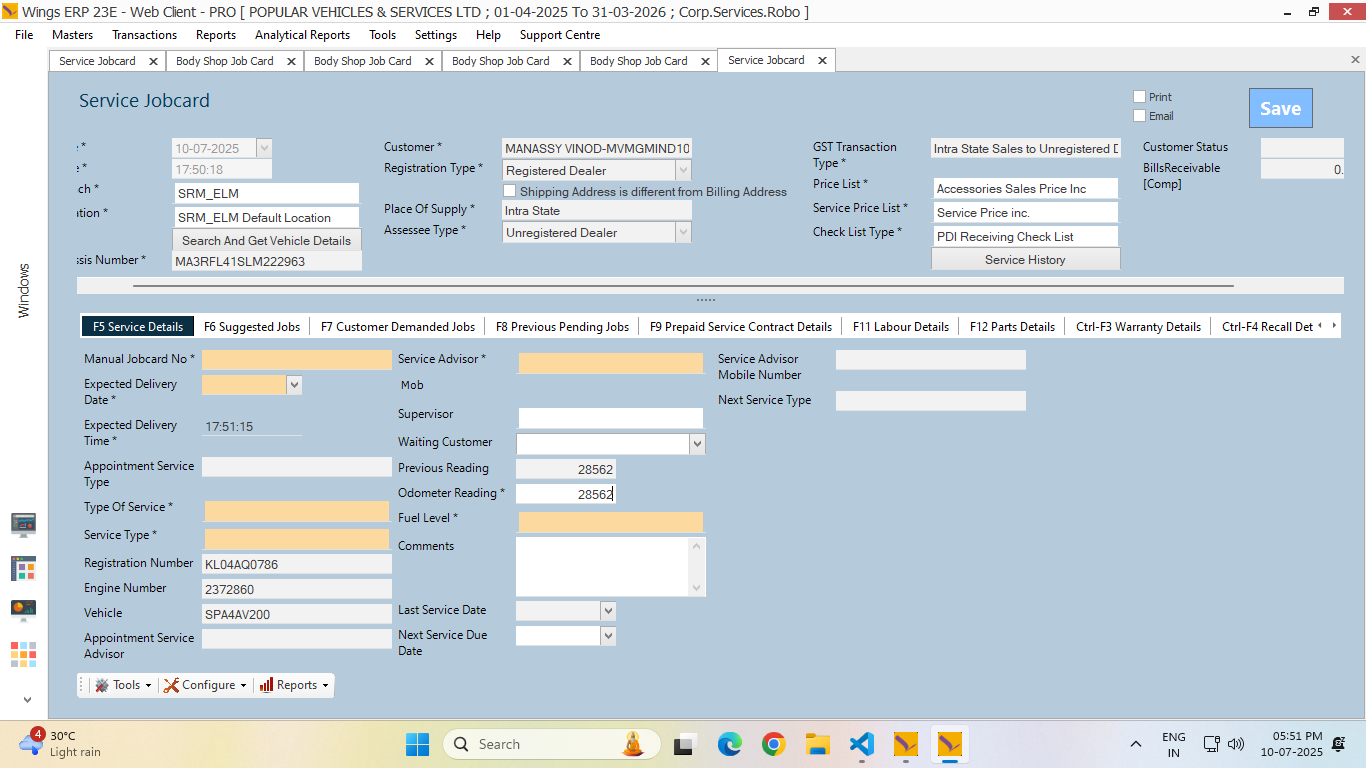 Wings ERP 23E - Web Client - PRO [ POPULAR VEHICLES & SERVICES LTD ; 01-04-2025 To 31-03-2026 ; Corp.Services.Robo ]
File Masters Transactions Reports Analytical Reports Tools Settings Help Support Centre
Service Jobcard Body Shop Job Card Body Shop Job Card Body Shop Job Card Body Shop Job Card Service Jobcard
Service Jobcard
Print
Email
Save
Windows
* 10-07-2025
* 17:50:18
ch * SRM_ELM
ation * SRM_ELM Default Location
Search And Get Vehicle Details
sis Number * MA3RFL41SLM222963
Customer * MANASSY VINOD-MVMGMIND10
Registration Type * Registered Dealer
Shipping Address is different from Billing Address
Place Of Supply * Intra State
Assessee Type * Unregistered Dealer
GST Transaction Type * Intra State Sales to Unregistered D
Price List * Accessories Sales Price Inc
Service Price List * Service Price inc.
Check List Type * PDI Receiving Check List
Service History
Customer Status
BillsReceivable [Comp] 0.
F5 Service Details F6 Suggested Jobs F7 Customer Demanded Jobs F8 Previous Pending Jobs F9 Prepaid Service Contract Details F11 Labour Details F12 Parts Details Ctrl-F3 Warranty Details Ctrl-F4 Recall Det
Manual Jobcard No *
Expected Delivery Date *
Expected Delivery Time * 17:51:15
Appointment Service Type
Type Of Service *
Service Type *
Registration Number KL04AQ0786
Engine Number 2372860
Vehicle SPA4AV200
Appointment Service Advisor
Service Advisor *
Mob
Supervisor
Waiting Customer
Previous Reading 28562
Odometer Reading * 28562
Fuel Level *
Comments
Last Service Date
Next Service Due Date
Service Advisor Mobile Number
Next Service Type
Tools Configure Reports
4
30°C
Light rain
Search
ENG
IN
05:51 PM
10-07-2025